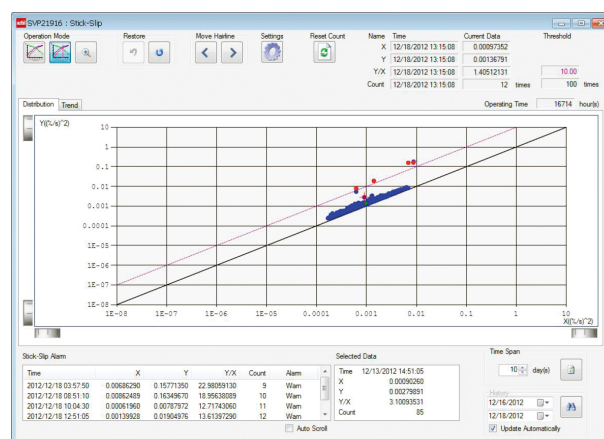 azbil SVP21916 : Stick-Slip
Operation Mode Restore Move Hairline Settings Reset Count Name Time Current Data Threshold
X 12/18/2012 13:15:08 0.00097352
Y 12/18/2012 13:15:08 0.00136791
Y/X 12/18/2012 13:15:08 1.40512131 10.00
Count 12/18/2012 13:15:08 12 times 100 times
Distribution Trend Operating Time 16714 hour(s)
Y((%/s)^2)
10
1
0.1
0.01
0.001
0.0001
1E-05
1E-06
1E-07
1E-08
1E-08 1E-07 1E-06 1E-05 0.0001 0.001 0.01 0.1 1 10
X((%/s)^2)
Stick-Slip Alarm
Time X Y Y/X Count Alarm
2012/12/18 03:57:50 0.00686290 0.15771350 22.98059130 9 Warn
2012/12/18 08:51:10 0.00862489 0.16349670 18.95638089 10 Warn
2012/12/18 10:04:30 0.00061960 0.00787972 12.71743060 11 Warn
2012/12/18 12:51:05 0.00139928 0.01904976 13.61397290 12 Warn
Auto Scroll
Selected Data
Time 12/13/2012 14:51:05
X 0.00090260
Y 0.00279891
Y/X 3.10093531
Count 85
Time Span
10 day(s)
History
12/16/2012
12/18/2012
Update Automatically